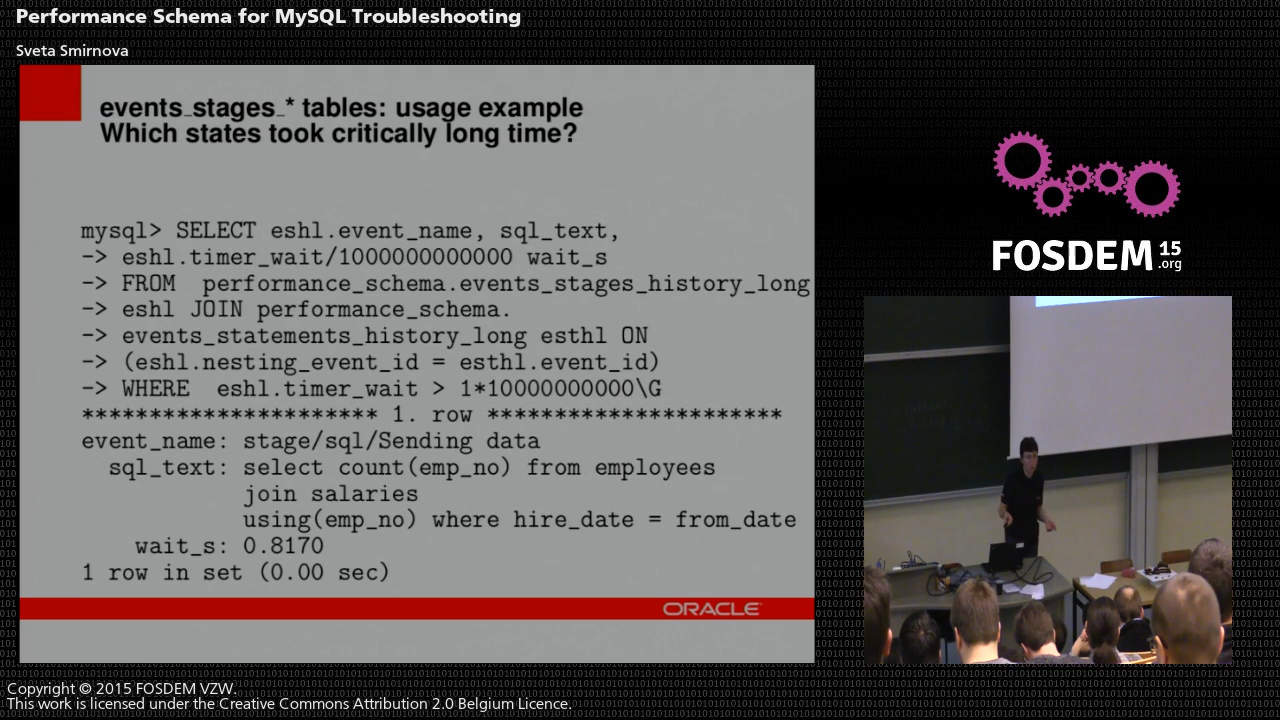 Performance Schema for MySQL Troubleshooting
Sveta Smirnova
events_stages_* tables: usage example
Which states took critically long time?
mysql> SELECT eshl.event_name, sql_text,
-> eshl.timer_wait/1000000000000 wait_s
-> FROM performance_schema.events_stages_history_long
-> eshl JOIN performance_schema.
-> events_statements_history_long esthl ON
-> (eshl.nesting_event_id = esthl.event_id)
-> WHERE eshl.timer_wait > 1*10000000000\G
********************** 1. row **********************
event_name: stage/sql/Sending data
sql_text: select count(emp_no) from employees
join salaries
using(emp_no) where hire_date = from_date
wait_s: 0.8170
1 row in set (0.00 sec)
ORACLE
FOSDEM 15
.org
Copyright © 2015 FOSDEM VZW.
This work is licensed under the Creative Commons Attribution 2.0 Belgium Licence.